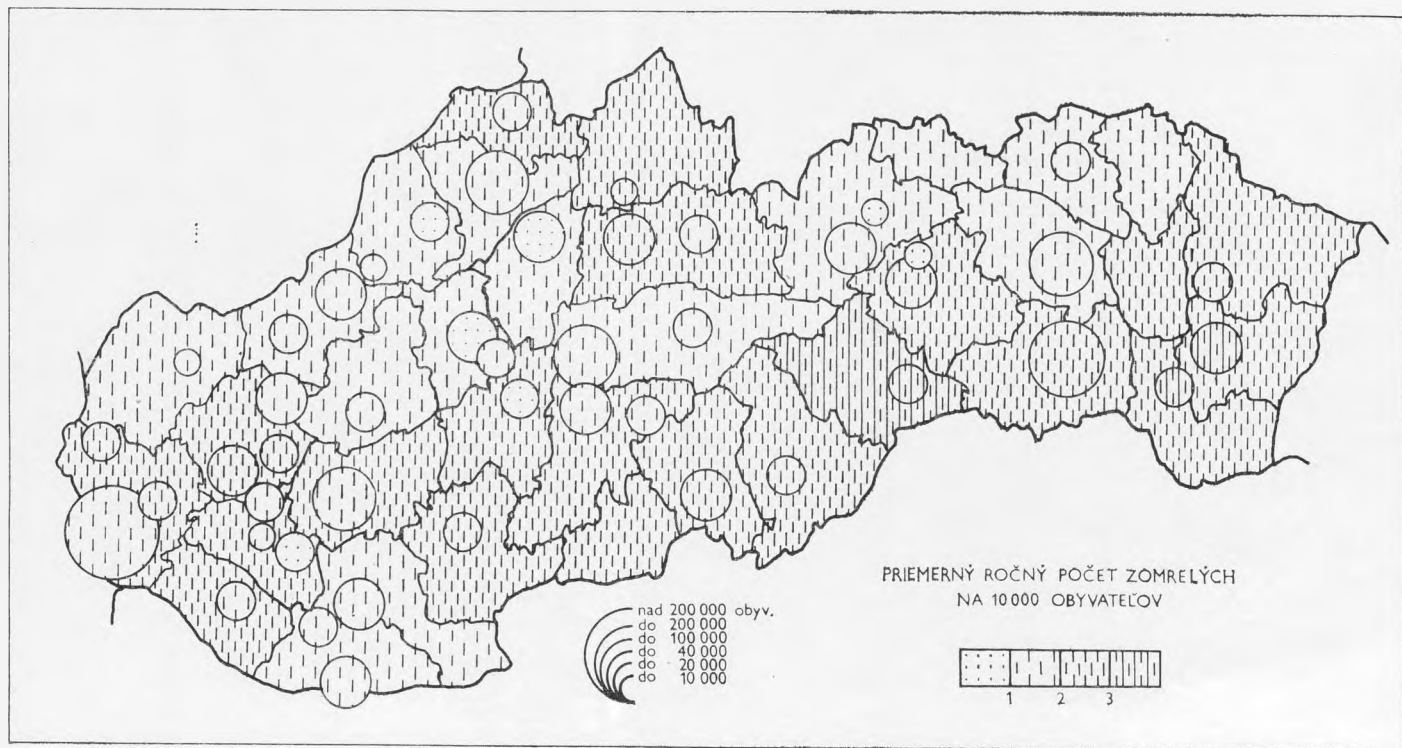 nad 200 000 obyv.
do 200 000
do 100 000
do 40 000
do 20 000
do 10 000
PRIEMERNÝ ROČNÝ POČET ZOMRELÝCH
NA 10 000 OBYVATEĽOV
1 2 3